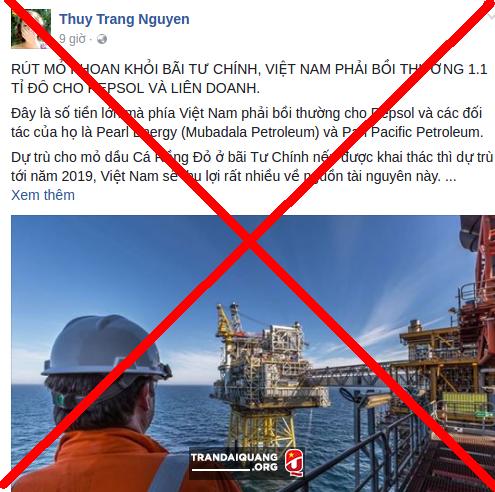 Thuy Trang Nguyen
9 giờ ·
RÚT MỎ KHOAN KHỎI BÃI TƯ CHÍNH, VIỆT NAM PHẢI BỒI THƯỜNG 1.1
TỈ ĐÔ CHO REPSOL VÀ LIÊN DOANH.
Đây là số tiền lớn mà phía Việt Nam phải bồi thường cho Repsol và các đối
tác của họ là Pearl Energy (Mubadala Petroleum) và Pan Pacific Petroleum.
Dự trù cho mỏ dầu Cá Rồng Đỏ ở bãi Tư Chính nếu được khai thác thì dự trù
tới năm 2019, Việt Nam sẽ thu lợi rất nhiều về nguồn tài nguyên này. ...
Xem thêm
TRANDAIQUANG
.ORG